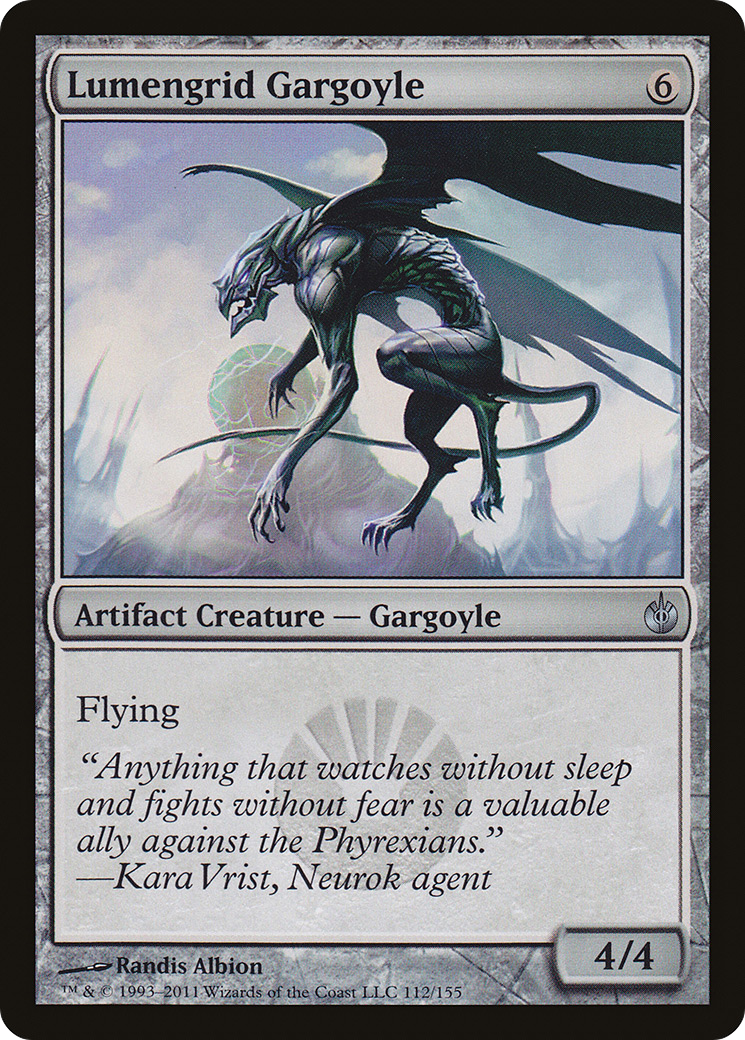 Lumengrid Gargoyle 6
Artifact Creature — Gargoyle
Flying
“Anything that watches without sleep
and fights without fear is a valuable
ally against the Phyrexians.”
—Kara Vrist, Neurok agent
4/4
Randis Albion
™ & © 1993–2011 Wizards of the Coast LLC 112/155